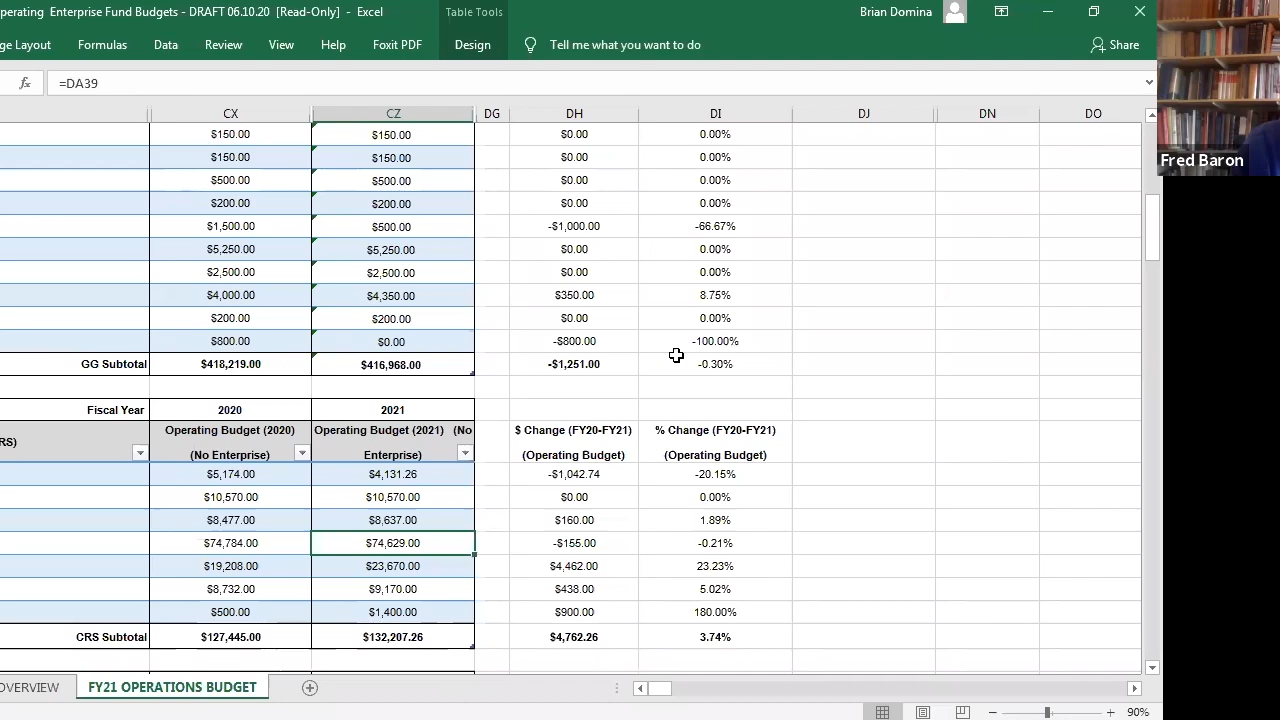 perating Enterprise Fund Budgets - DRAFT 06.10.20 [Read-Only] - Excel
Table Tools
Brian Domina
ge Layout Formulas Data Review View Help Foxit PDF Design Tell me what you want to do Share
fx =DA39
CX CZ DG DH DI DJ DN DO
$150.00 $150.00 $0.00 0.00%
$150.00 $150.00 $0.00 0.00%
$500.00 $500.00 $0.00 0.00%
$200.00 $200.00 $0.00 0.00%
$1,500.00 $500.00 -$1,000.00 -66.67%
$5,250.00 $5,250.00 $0.00 0.00%
$2,500.00 $2,500.00 $0.00 0.00%
$4,000.00 $4,350.00 $350.00 8.75%
$200.00 $200.00 $0.00 0.00%
$800.00 $0.00 -$800.00 -100.00%
GG Subtotal $418,219.00 $416,968.00 -$1,251.00 -0.30%
Fiscal Year 2020 2021
RS) Operating Budget (2020) Operating Budget (2021) (No $ Change (FY20-FY21) % Change (FY20-FY21)
(No Enterprise) Enterprise) (Operating Budget) (Operating Budget)
$5,174.00 $4,131.26 -$1,042.74 -20.15%
$10,570.00 $10,570.00 $0.00 0.00%
$8,477.00 $8,637.00 $160.00 1.89%
$74,784.00 $74,629.00 -$155.00 -0.21%
$19,208.00 $23,670.00 $4,462.00 23.23%
$8,732.00 $9,170.00 $438.00 5.02%
$500.00 $1,400.00 $900.00 180.00%
CRS Subtotal $127,445.00 $132,207.26 $4,762.26 3.74%
OVERVIEW FY21 OPERATIONS BUDGET
90%
Fred Baron